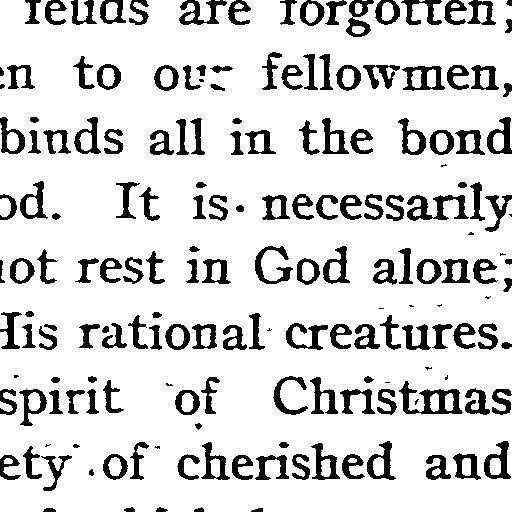 feuds are forgotten;
en to our fellowmen,
binds all in the bond
od. It is necessarily
not rest in God alone;
His rational creatures.
spirit of Christmas
ety of cherished and